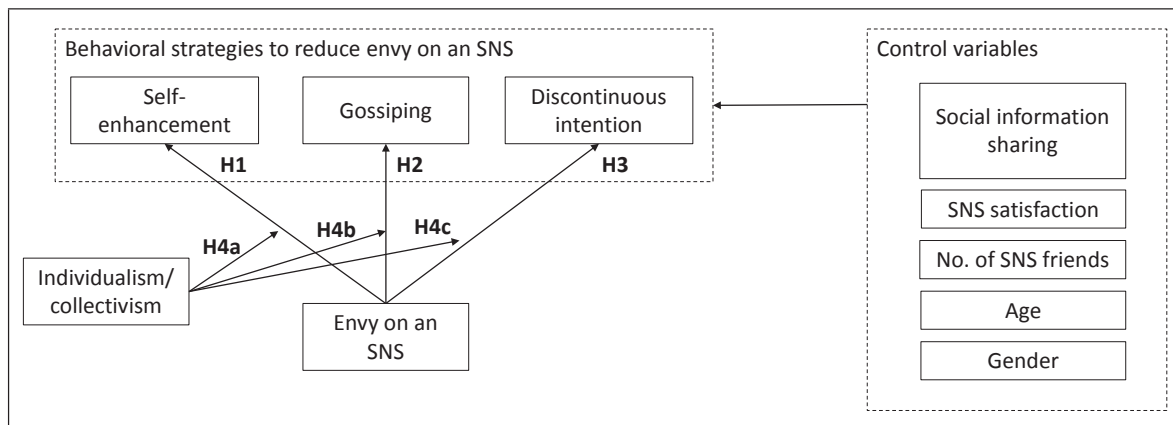 Behavioral strategies to reduce envy on an SNS
Self-
enhancement
Gossiping
Discontinuous
intention
H1
H2
H3
H4a
H4b
H4c
Individualism/
collectivism
Envy on an
SNS
Control variables
Social information
sharing
SNS satisfaction
No. of SNS friends
Age
Gender